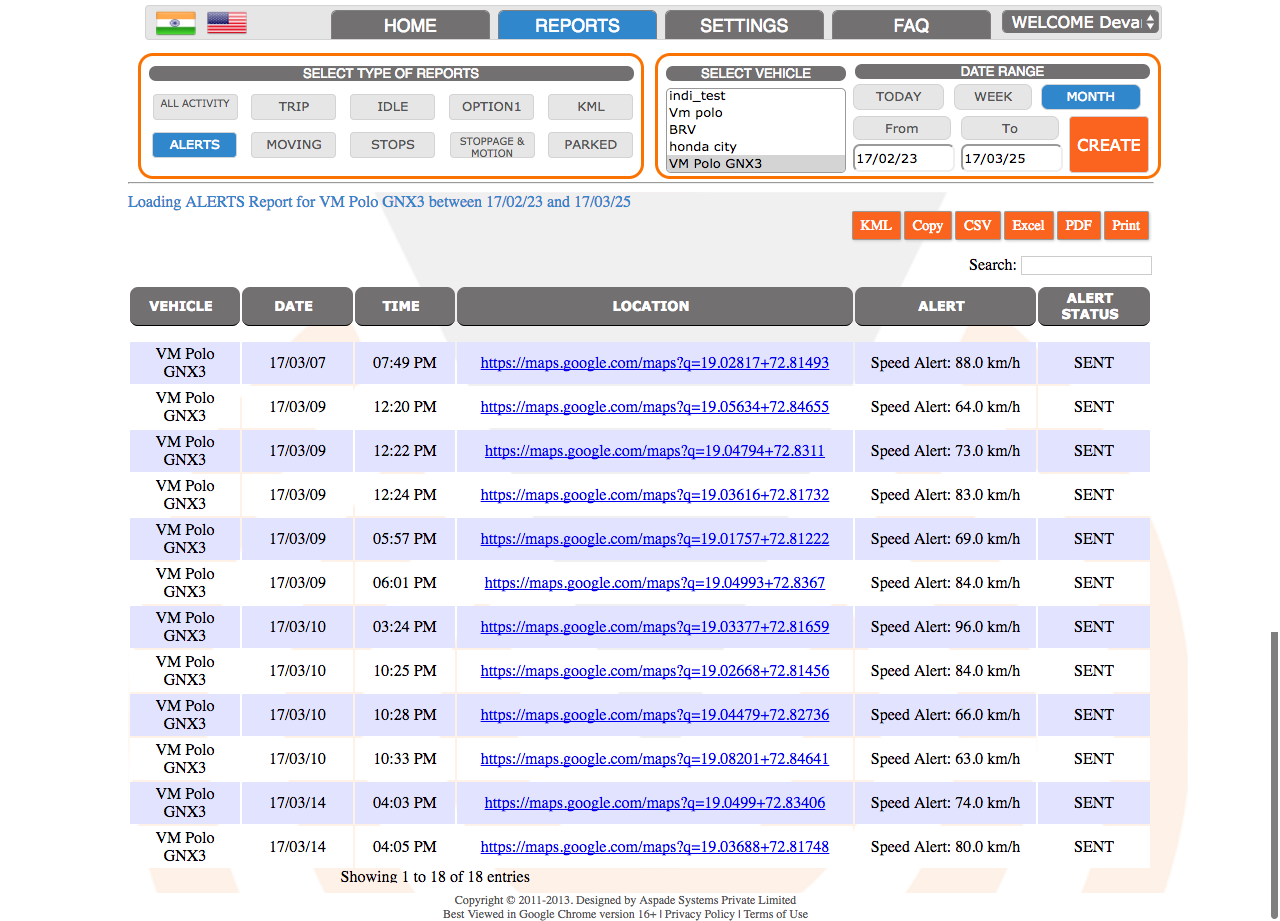 HOME REPORTS SETTINGS FAQ WELCOME Deva
SELECT TYPE OF REPORTS
ALL ACTIVITY TRIP IDLE OPTION1 KML
ALERTS MOVING STOPS STOPPAGE & MOTION PARKED
SELECT VEHICLE
indi_test
Vm polo
BRV
honda city
VM Polo GNX3
DATE RANGE
TODAY WEEK MONTH
From To
17/02/23 17/03/25
CREATE
Loading ALERTS Report for VM Polo GNX3 between 17/02/23 and 17/03/25
KML Copy CSV Excel PDF Print
Search:
VEHICLE DATE TIME LOCATION ALERT ALERT STATUS
VM Polo GNX3 17/03/07 07:49 PM https://maps.google.com/maps?q=19.02817+72.81493 Speed Alert: 88.0 km/h SENT
VM Polo GNX3 17/03/09 12:20 PM https://maps.google.com/maps?q=19.05634+72.84655 Speed Alert: 64.0 km/h SENT
VM Polo GNX3 17/03/09 12:22 PM https://maps.google.com/maps?q=19.04794+72.8311 Speed Alert: 73.0 km/h SENT
VM Polo GNX3 17/03/09 12:24 PM https://maps.google.com/maps?q=19.03616+72.81732 Speed Alert: 83.0 km/h SENT
VM Polo GNX3 17/03/09 05:57 PM https://maps.google.com/maps?q=19.01757+72.81222 Speed Alert: 69.0 km/h SENT
VM Polo GNX3 17/03/09 06:01 PM https://maps.google.com/maps?q=19.04993+72.8367 Speed Alert: 84.0 km/h SENT
VM Polo GNX3 17/03/10 03:24 PM https://maps.google.com/maps?q=19.03377+72.81659 Speed Alert: 96.0 km/h SENT
VM Polo GNX3 17/03/10 10:25 PM https://maps.google.com/maps?q=19.02668+72.81456 Speed Alert: 84.0 km/h SENT
VM Polo GNX3 17/03/10 10:28 PM https://maps.google.com/maps?q=19.04479+72.82736 Speed Alert: 66.0 km/h SENT
VM Polo GNX3 17/03/10 10:33 PM https://maps.google.com/maps?q=19.08201+72.84641 Speed Alert: 63.0 km/h SENT
VM Polo GNX3 17/03/14 04:03 PM https://maps.google.com/maps?q=19.0499+72.83406 Speed Alert: 74.0 km/h SENT
VM Polo GNX3 17/03/14 04:05 PM https://maps.google.com/maps?q=19.03688+72.81748 Speed Alert: 80.0 km/h SENT
Showing 1 to 18 of 18 entries
Copyright © 2011-2013. Designed by Aspade Systems Private Limited
Best Viewed in Google Chrome version 16+ | Privacy Policy | Terms of Use